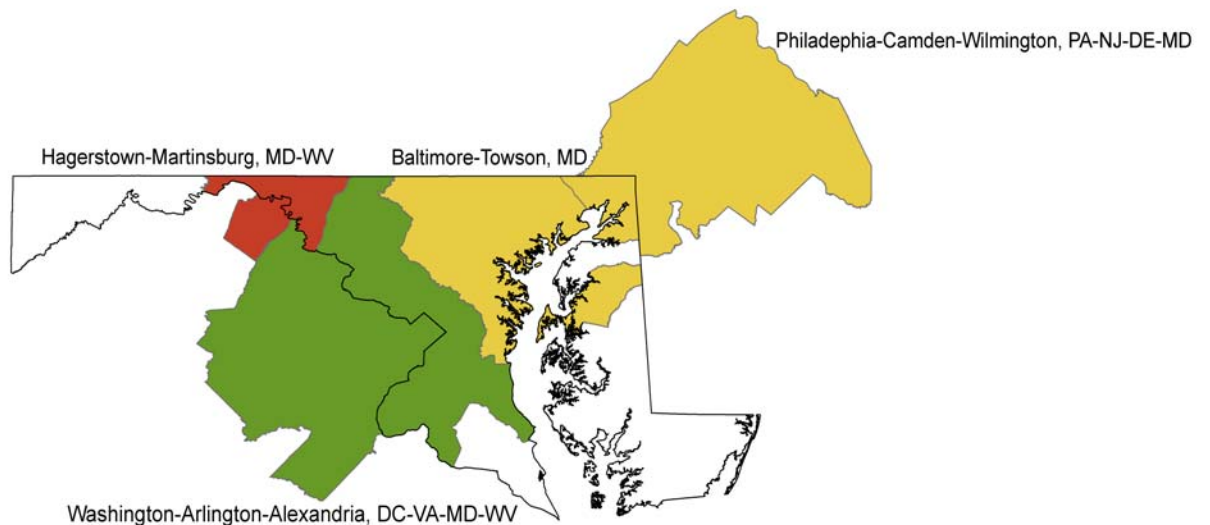 Philadephia-Camden-Wilmington, PA-NJ-DE-MD
Hagerstown-Martinsburg, MD-WV
Baltimore-Towson, MD
Washington-Arlington-Alexandria, DC-VA-MD-WV